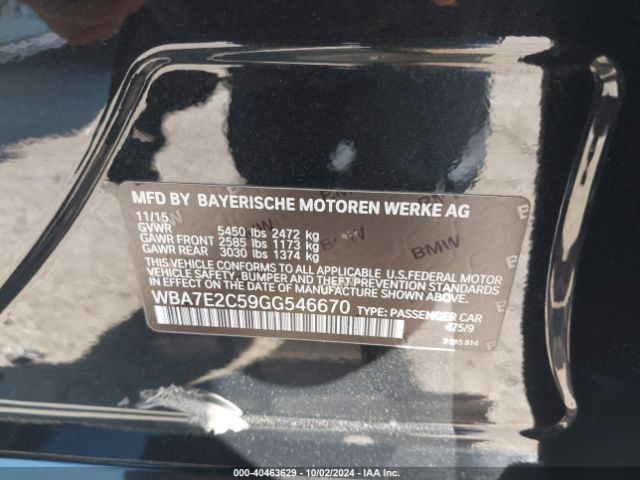 MFD BY BAYERISCHE MOTOREN WERKE AG
11/15
GVWR 5450 lbs 2472 kg
GAWR FRONT 2585 lbs 1173 kg
GAWR REAR 3030 lbs 1374 kg
THIS VEHICLE CONFORMS TO ALL APPLICABLE U.S.FEDERAL MOTOR
VEHICLE SAFETY, BUMPER, AND THEFT PREVENTION STANDARDS
IN EFFECT ON THE DATE OF MANUFACTURE SHOWN ABOVE.
WBA7E2C59GG546670 TYPE: PASSENGER CAR
475/9
BMW
000-40463629 - 10/02/2024 - IAA Inc.